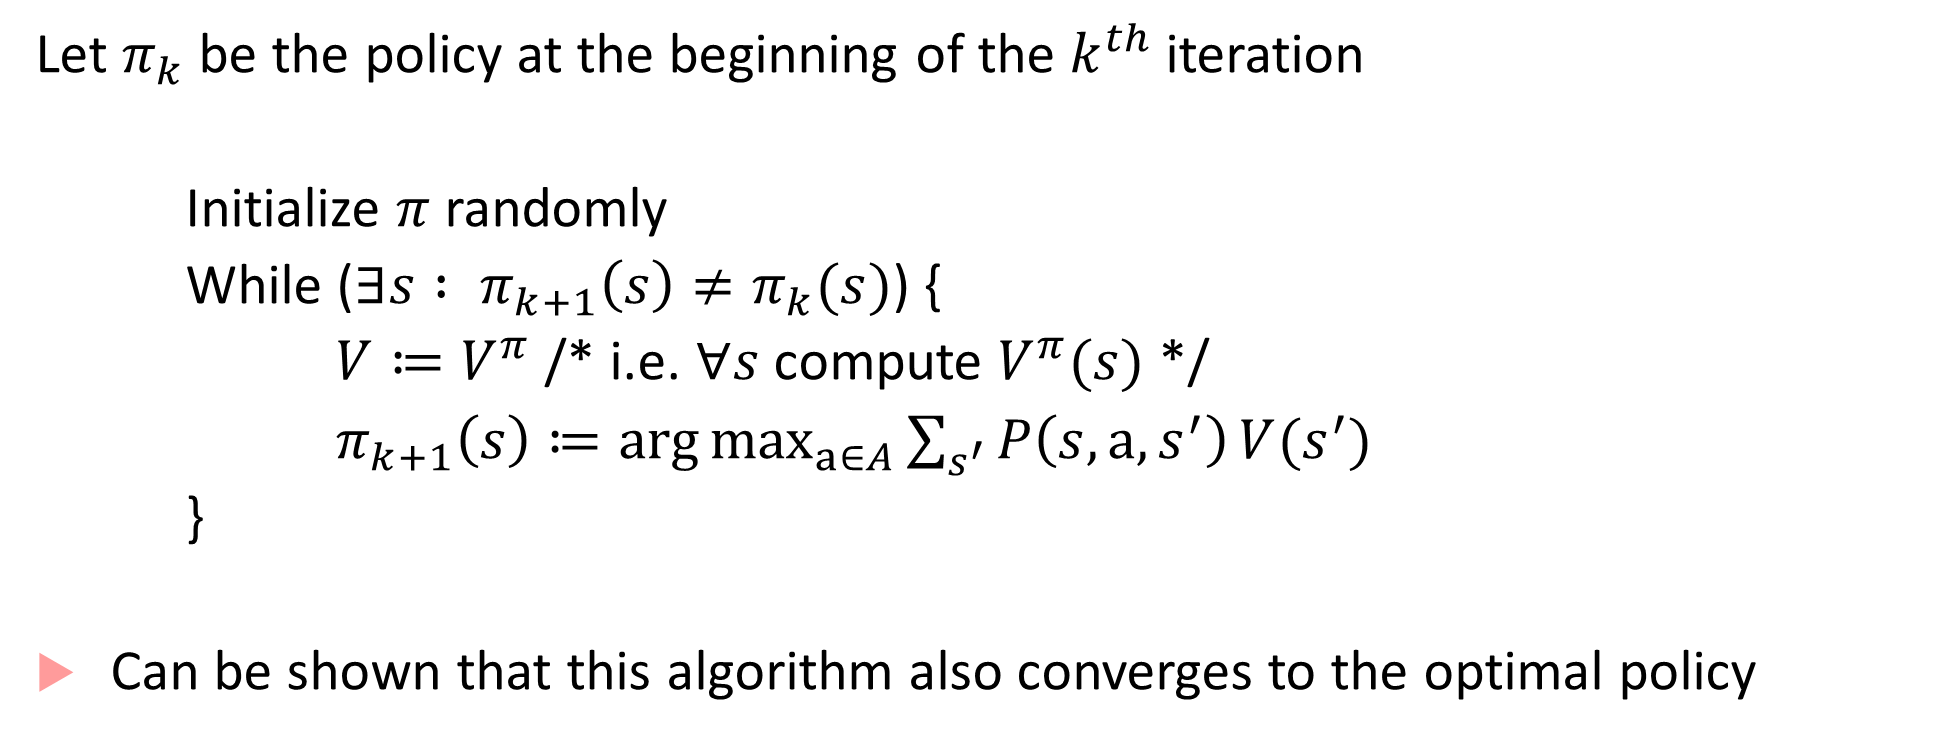 Let π_k be the policy at the beginning of the k^{th} iteration
Initialize π randomly
While (∃s : π_{k+1}(s) ≠ π_k(s)) {
V ≔ V^π /* i.e. ∀s compute V^π(s) */
π_{k+1}(s) ≔ arg max_{a∈A} ∑_{s′} P(s, a, s′) V(s′)
}
▶ Can be shown that this algorithm also converges to the optimal policy